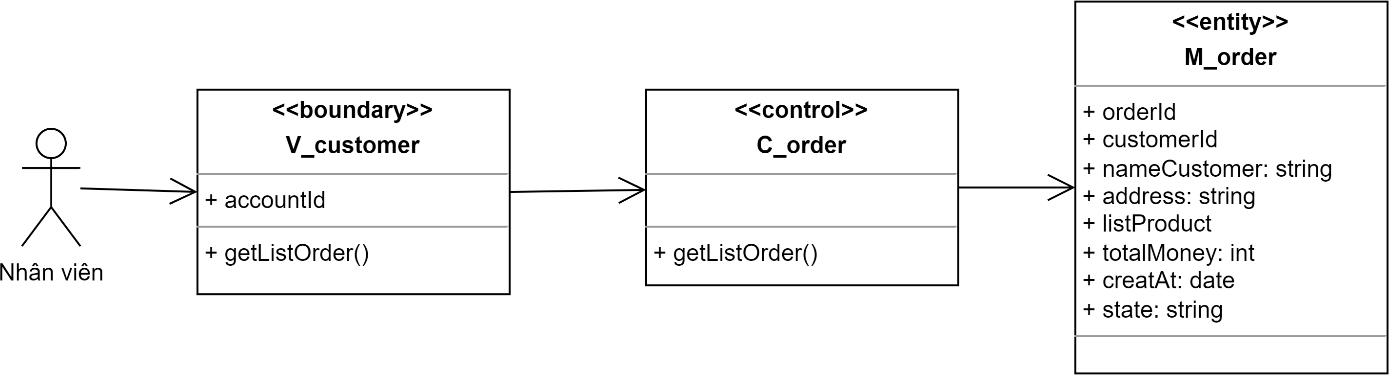 Nhân viên
<<boundary>>
V_customer
+ accountId
+ getListOrder()
<<control>>
C_order
+ getListOrder()
<<entity>>
M_order
+ orderId
+ customerId
+ nameCustomer: string
+ address: string
+ listProduct
+ totalMoney: int
+ creatAt: date
+ state: string